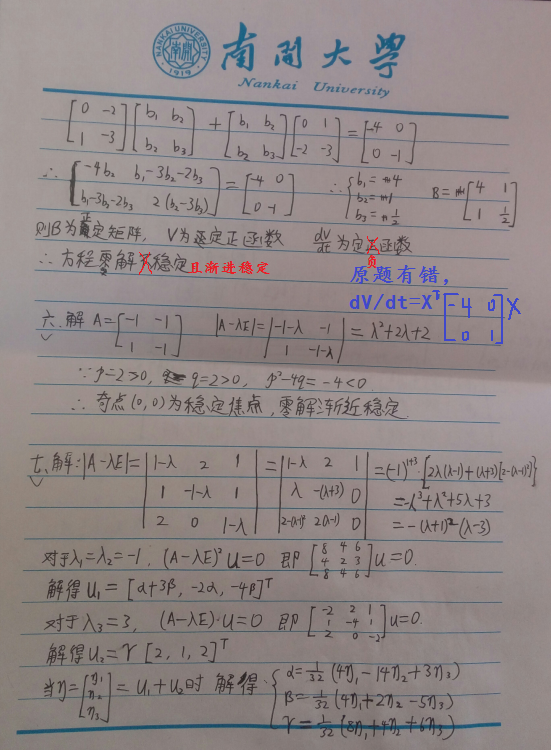 NANKAI UNIVERSITY
1919
南開大學
Nankai University
[0 -2; 1 -3][b₁ b₂; b₂ b₃] + [b₁ b₂; b₂ b₃][0 1; -2 -3] = [-4 0; 0 -1]
∴ [-4b₂ b₁-3b₂-2b₃; b₁-3b₂-2b₃ 2(b₂-3b₃)] = [-4 0; 0 -1] ∴ {b₁=4 b₂=1 b₃=1/2 B=[4 1; 1 1/2]
则B为正定矩阵, V为定正函数 dV/dt为定负函数
∴方程零解稳定 且渐进稳定
原题有错,
dV/dt=Xᵀ[-4 0; 0 1]X
六.解 A=[-1 -1; 1 -1] |A-λE|=|-1-λ -1; 1 -1-λ|=λ²+2λ+2
∵ p=2>0, q=2>0, p²-4q=-4<0
∴ 奇点(0,0)为稳定焦点,零解渐近稳定.
七.解:|A-λE|=|1-λ 2 1; 1 -1-λ 1; 2 0 1-λ|=|1-λ 2 1; λ -(λ+3) 0; 2-(λ-1)² 2(λ-1) 0|=(-1)¹⁺³·{2λ(λ-1)+(λ+3)[2-(λ-1)²]}
=-λ³+λ²+5λ+3
=-(λ+1)²(λ-3)
对于λ₁=λ₂=-1, (A-λE)²U=0 即[8 4 6; 4 2 3; 8 4 6]U=0.
解得U₁=[α+3β, -2α, -4β]ᵀ
对于λ₃=3, (A-λE)·U=0 即[-2 2 1; 1 -4 1; 2 0 -2]U=0.
解得U₂=γ[2, 1, 2]ᵀ
当η=[η₁; η₂; η₃]=U₁+U₂时 解得:{α=1/32(4η₁-14η₂+3η₃)
β=1/32(4η₁+2η₂-5η₃)
γ=1/32(8η₁+4η₂+6η₃)